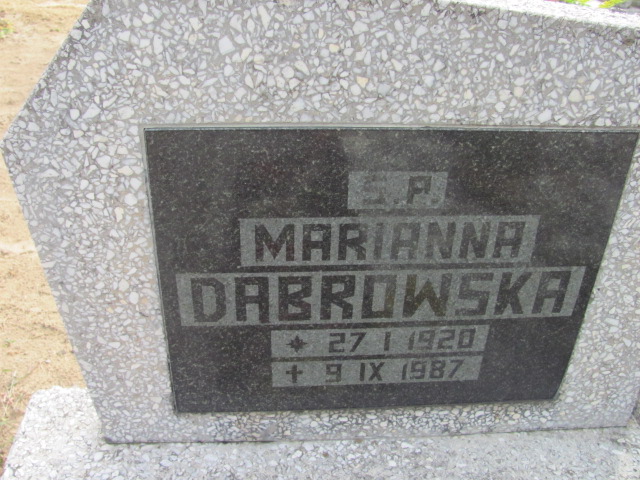 S.P.
MARIANNA
DĄBROWSKA
* 27 I 1920
+ 9 IX 1987